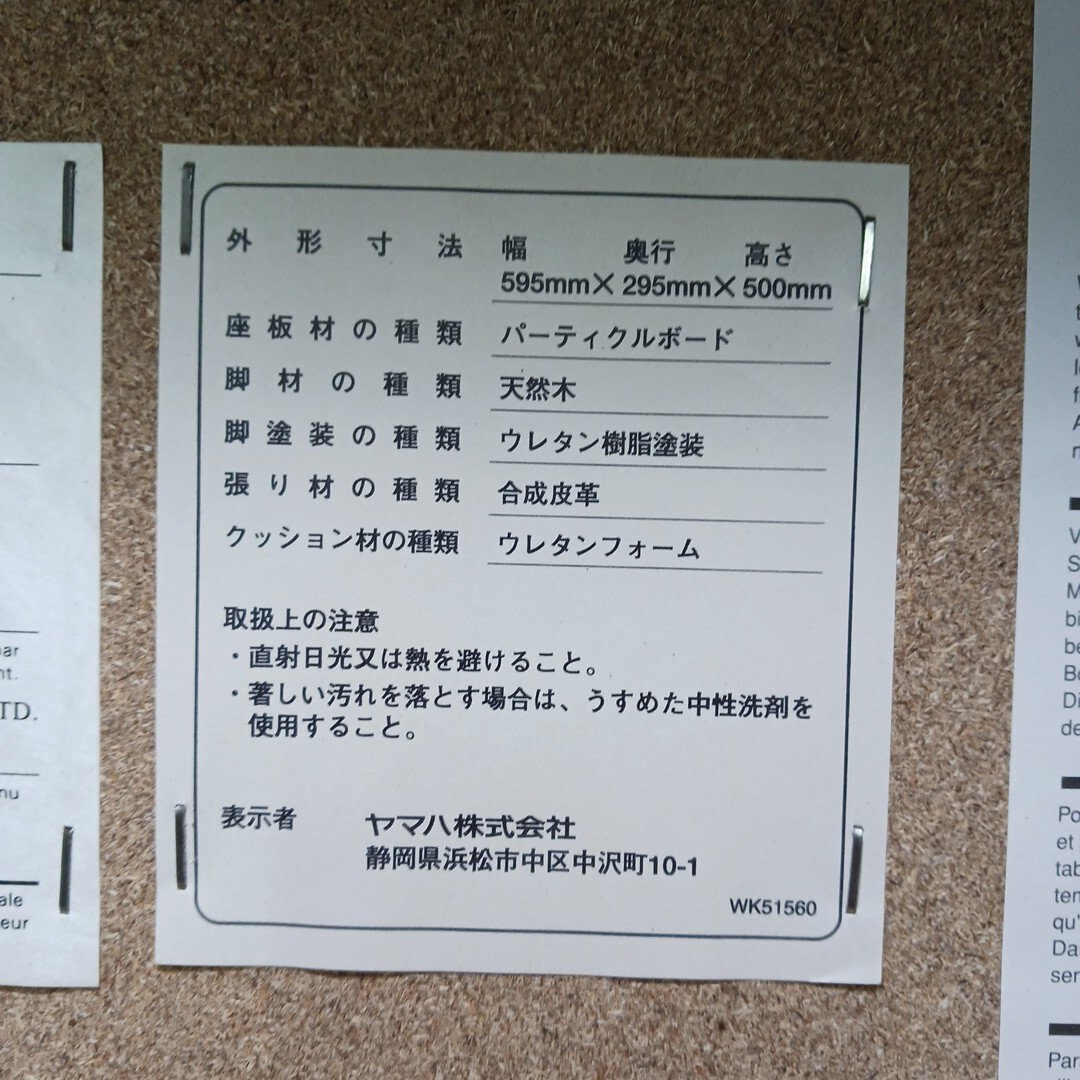 外形寸法 幅 奥行 高さ
595mm×295mm×500mm
座板材の種類 パーティクルボード
脚材の種類 天然木
脚塗装の種類 ウレタン樹脂塗装
張り材の種類 合成皮革
クッション材の種類 ウレタンフォーム
取扱上の注意
・直射日光又は熱を避けること。
・著しい汚れを落とす場合は、うすめた中性洗剤を
使用すること。
表示者 ヤマハ株式会社
静岡県浜松市中区中沢町10-1
WK51560
TD.
et
qu'